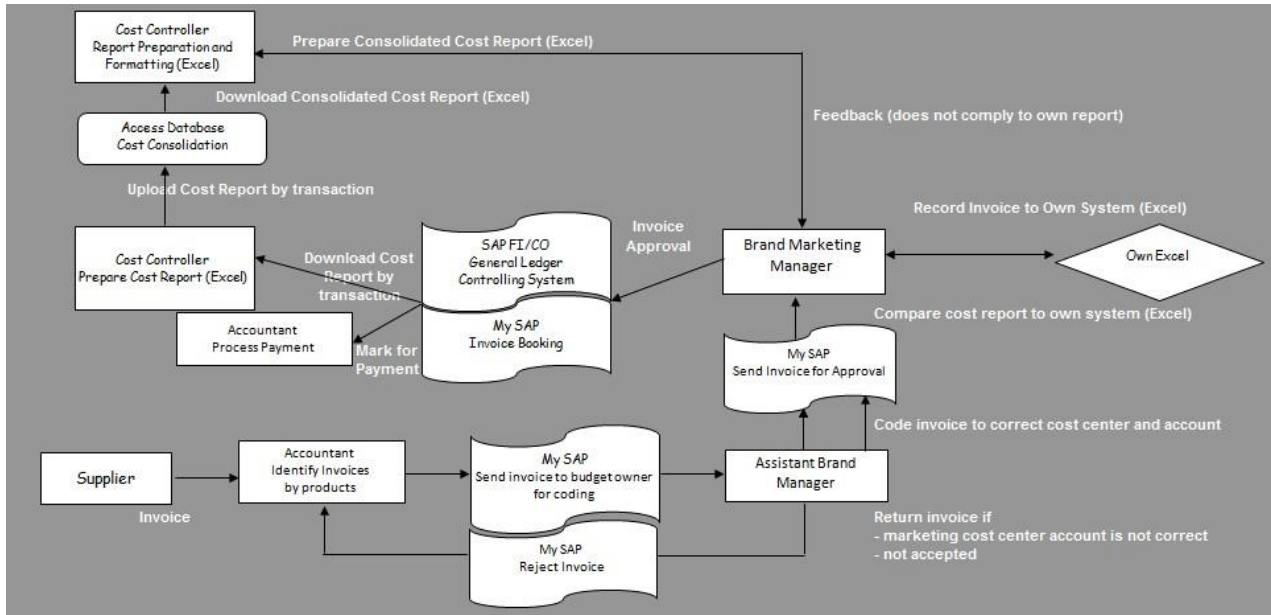 Cost Controller
Report Preparation and
Formatting (Excel)
Prepare Consolidated Cost Report (Excel)
Download Consolidated Cost Report (Excel)
Access Database
Cost Consolidation
Feedback (does not comply to own report)
Upload Cost Report by transaction
Record Invoice to Own System (Excel)
Cost Controller
Prepare Cost Report (Excel)
Download Cost
Report by
transaction
SAP FI/CO
General Ledger
Controlling System
Invoice
Approval
Brand Marketing
Manager
Own Excel
Compare cost report to own system (Excel)
Accountant
Process Payment
Mark for
Payment
My SAP
Invoice Booking
My SAP
Send Invoice for Approval
Code invoice to correct cost center and account
Supplier
Invoice
Accountant
Identify Invoices
by products
My SAP
Send invoice to budget owner
for coding
Assistant Brand
Manager
My SAP
Reject Invoice
Return invoice if
- marketing cost center account is not correct
- not accepted